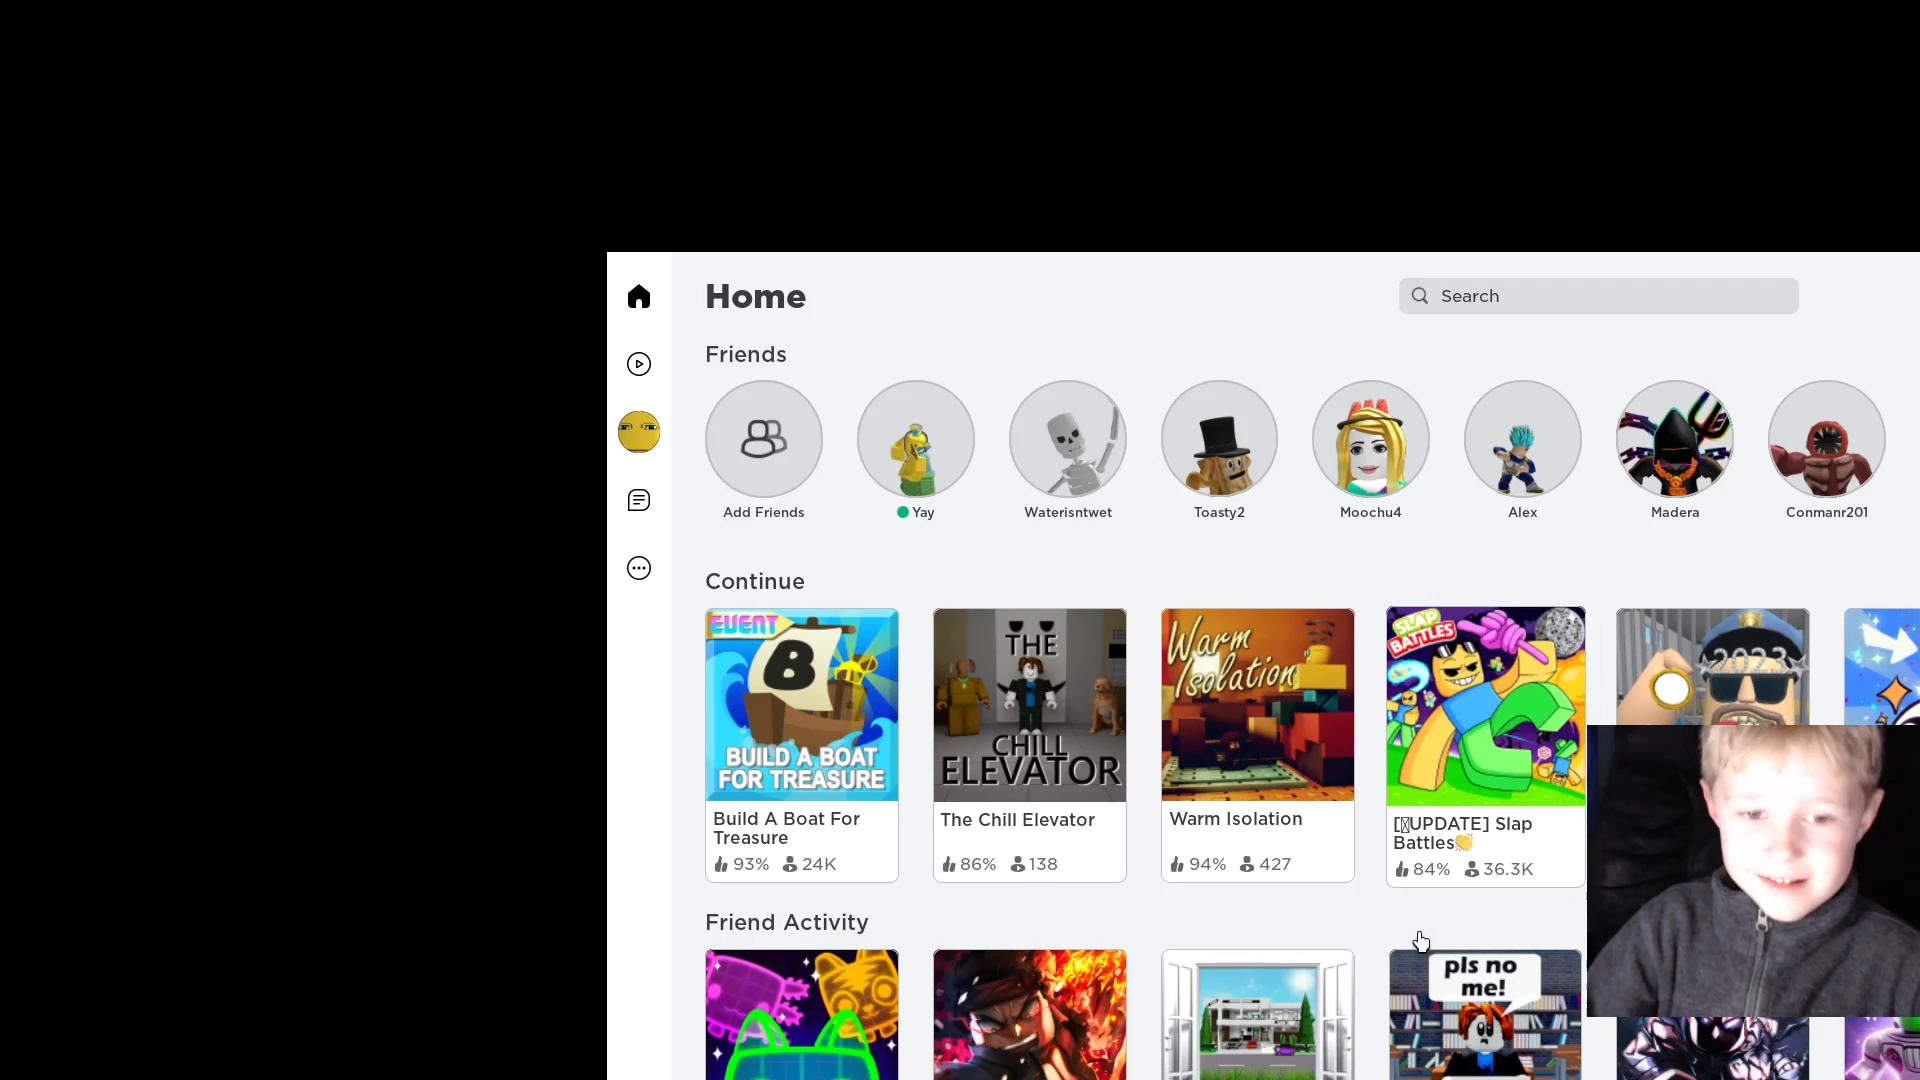 Home
Search
Friends
Add Friends
Yay
Waterisntwet
Toasty2
Moochu4
Alex
Madera
Conmanr201
Continue
EVENT
B
BUILD A BOAT
FOR TREASURE
THE
CHILL
ELEVATOR
Warm
Isolation
SLAP
BATTLES
2023
Build A Boat For
Treasure
93% 24K
The Chill Elevator
86% 138
Warm Isolation
94% 427
[▯UPDATE] Slap
Battles👏
84% 36.3K
Friend Activity
pls no
me!